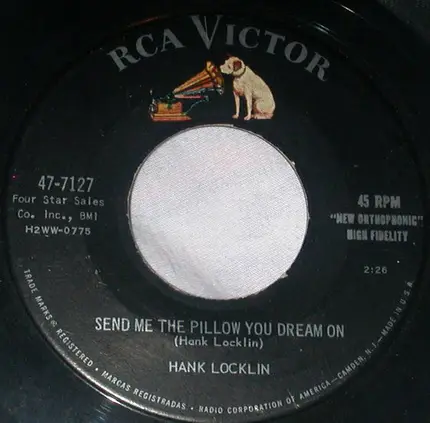 RCA VICTOR
47-7127
Four Star Sales
Co. Inc., BMI
H2WW-0775
45 RPM
"NEW ORTHOPHONIC"
HIGH FIDELITY
2:26
SEND ME THE PILLOW YOU DREAM ON
(Hank Locklin)
HANK LOCKLIN
TRADE MARKS ® REGISTERED • MARCAS REGISTRADAS • RADIO CORPORATION OF AMERICA—CAMDEN, N.J.—MADE IN U.S.A.